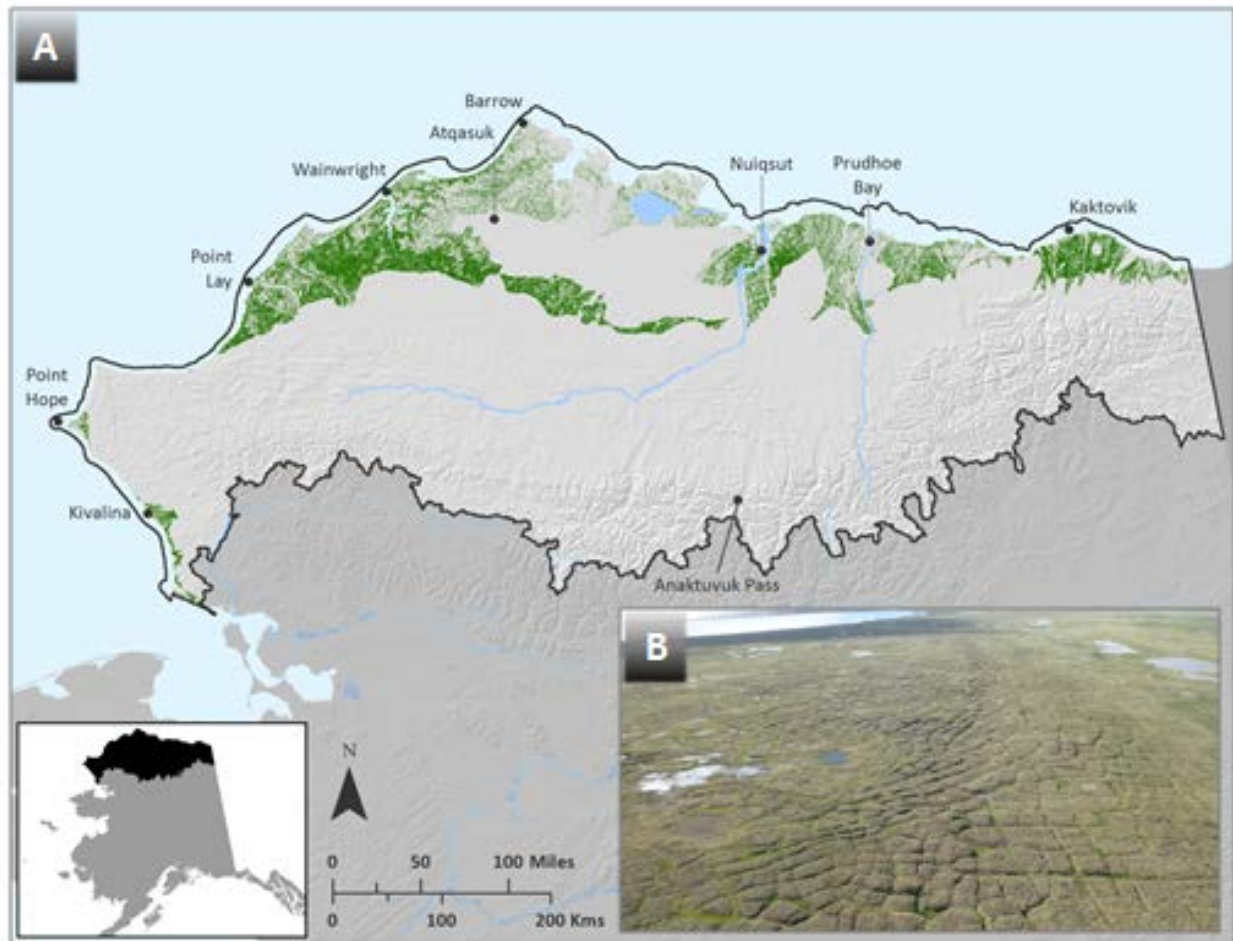 A
Barrow
Atqasuk
Wainwright
Nuiqsut
Prudhoe
Bay
Kaktovik
Point
Lay
Point
Hope
Kivalina
Anaktuvuk Pass
B
N
0 50 100 Miles
0 100 200 Kms